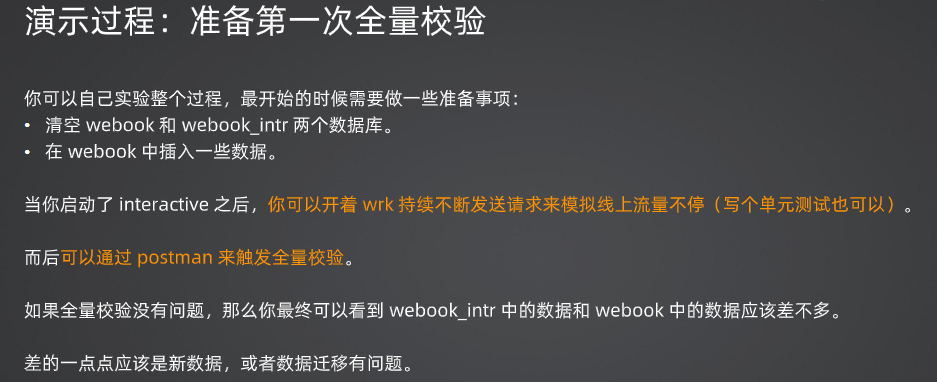 演示过程：准备第一次全量校验
你可以自己实验整个过程，最开始的时候需要做一些准备事项：
• 清空 webook 和 webook_intr 两个数据库。
• 在 webook 中插入一些数据。
当你启动了 interactive 之后，你可以开着 wrk 持续不断发送请求来模拟线上流量不停（写个单元测试也可以）。
而后可以通过 postman 来触发全量校验。
如果全量校验没有问题，那么你最终可以看到 webook_intr 中的数据和 webook 中的数据应该差不多。
差的一点点应该是新数据，或者数据迁移有问题。